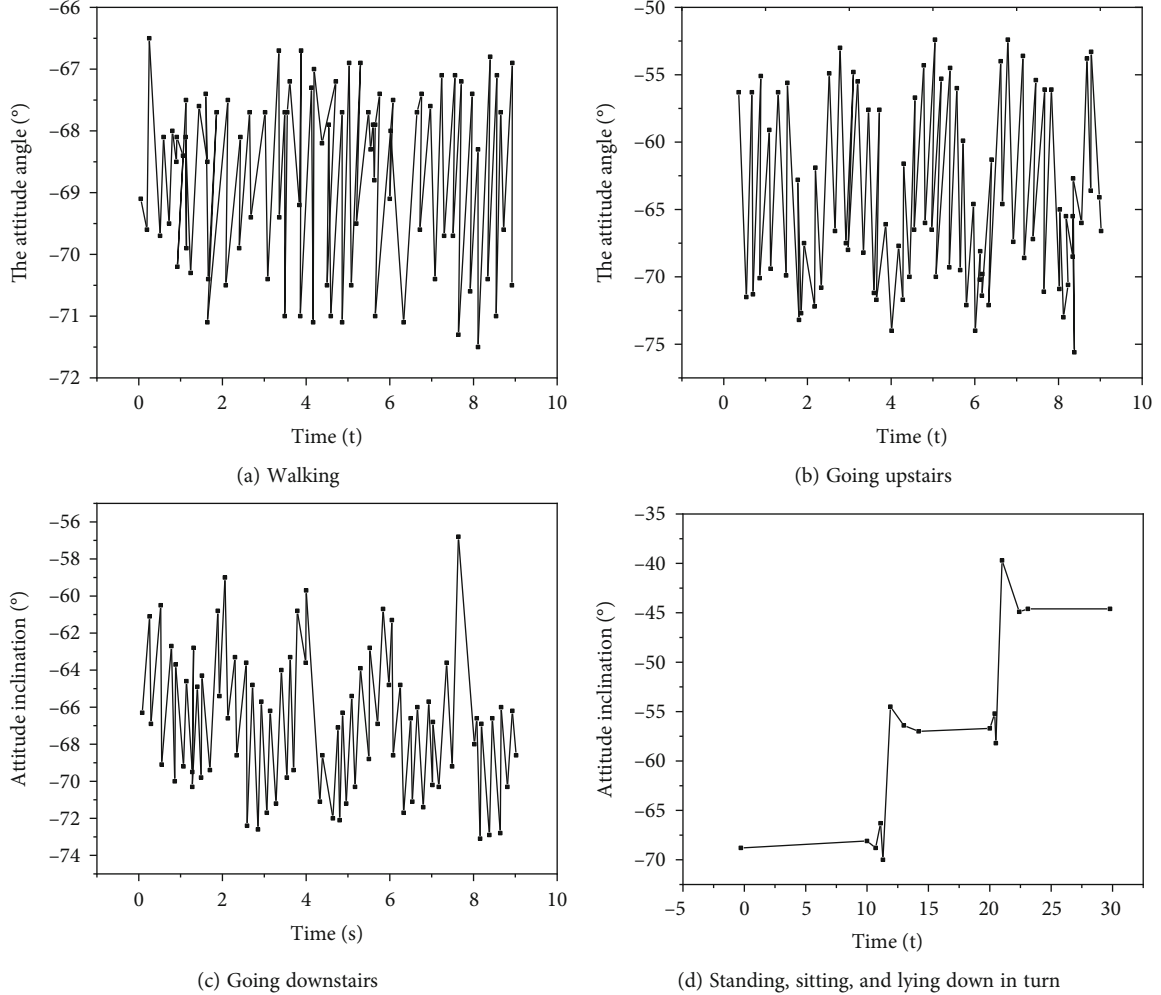 −66
−67
−68
−69
−70
−71
−72
The attitude angle (°)
0 2 4 6 8 10
Time (t)
(a) Walking
−50
−55
−60
−65
−70
−75
The attitude angle (°)
0 2 4 6 8 10
Time (t)
(b) Going upstairs
−56
−58
−60
−62
−64
−66
−68
−70
−72
−74
Attitude inclination (°)
0 2 4 6 8 10
Time (s)
(c) Going downstairs
−35
−40
−45
−50
−55
−60
−65
−70
Attitude inclination (°)
−5 0 5 10 15 20 25 30
Time (t)
(d) Standing, sitting, and lying down in turn